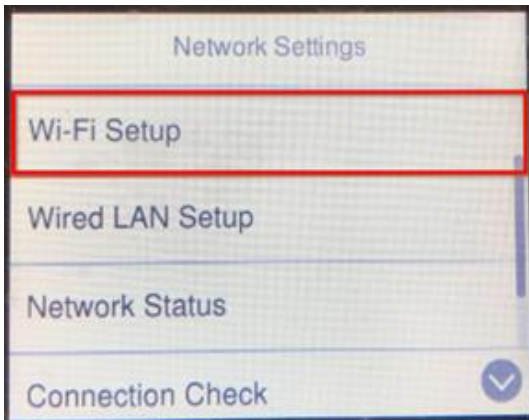 Network Settings
Wi-Fi Setup
Wired LAN Setup
Network Status
Connection Check